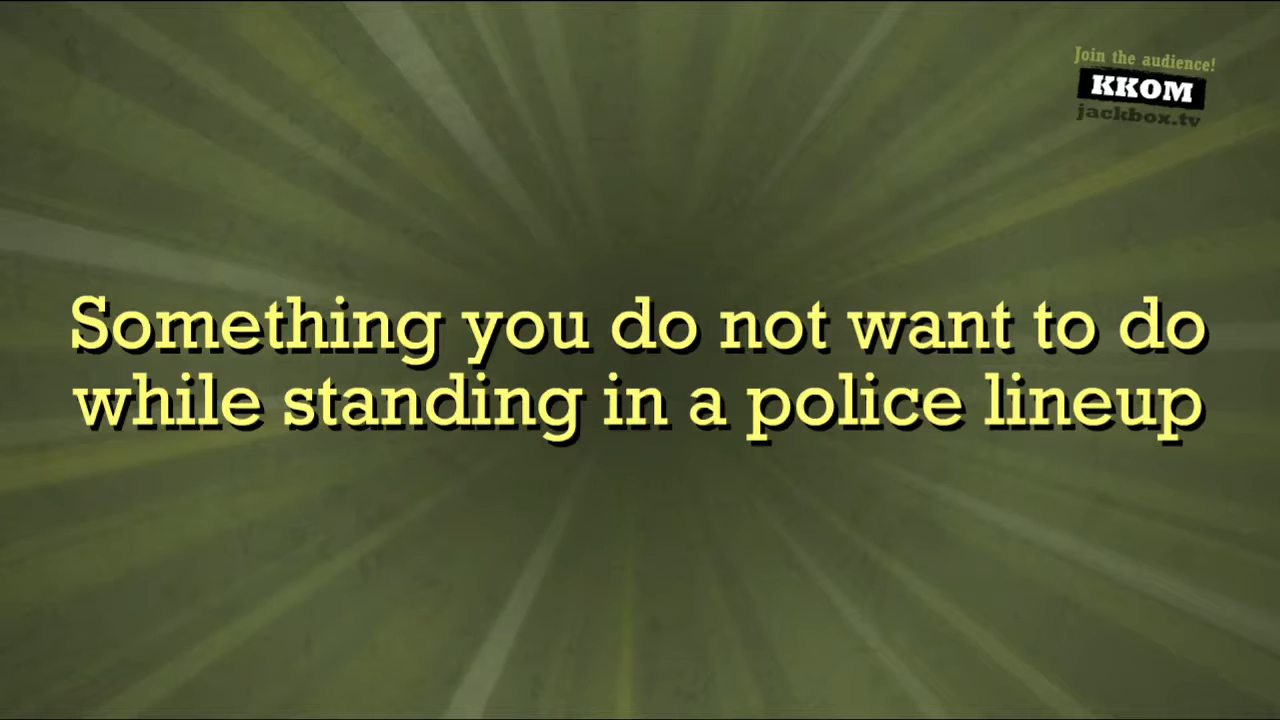 Join the audience!
KKOM
jackbox.tv
Something you do not want to do
while standing in a police lineup